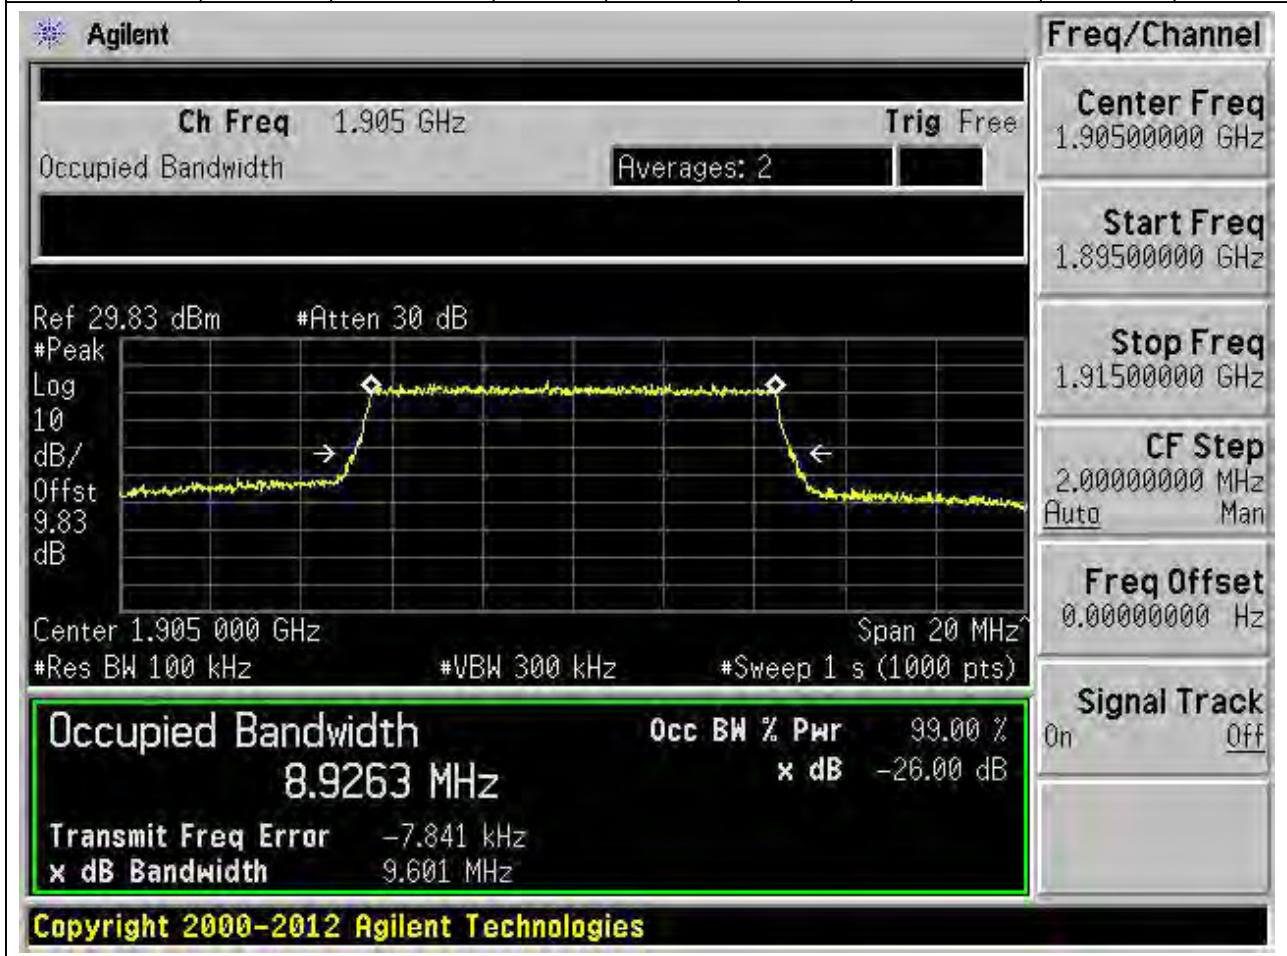 Agilent
Freq/Channel
Ch Freq 1.905 GHz Trig Free
Occupied Bandwidth Averages: 2
Center Freq
1.90500000 GHz
Start Freq
1.89500000 GHz
Stop Freq
1.91500000 GHz
CF Step
2.00000000 MHz
Auto Man
Freq Offset
0.00000000 Hz
Signal Track
On Off
Ref 29.83 dBm #Atten 30 dB
#Peak
Log
10
dB/
Offst
9.83
dB
Center 1.905 000 GHz Span 20 MHz^
#Res BW 100 kHz #VBW 300 kHz #Sweep 1 s (1000 pts)
Occupied Bandwidth Occ BW % Pwr 99.00 %
8.9263 MHz x dB -26.00 dB
Transmit Freq Error -7.841 kHz
x dB Bandwidth 9.601 MHz
Copyright 2000-2012 Agilent Technologies